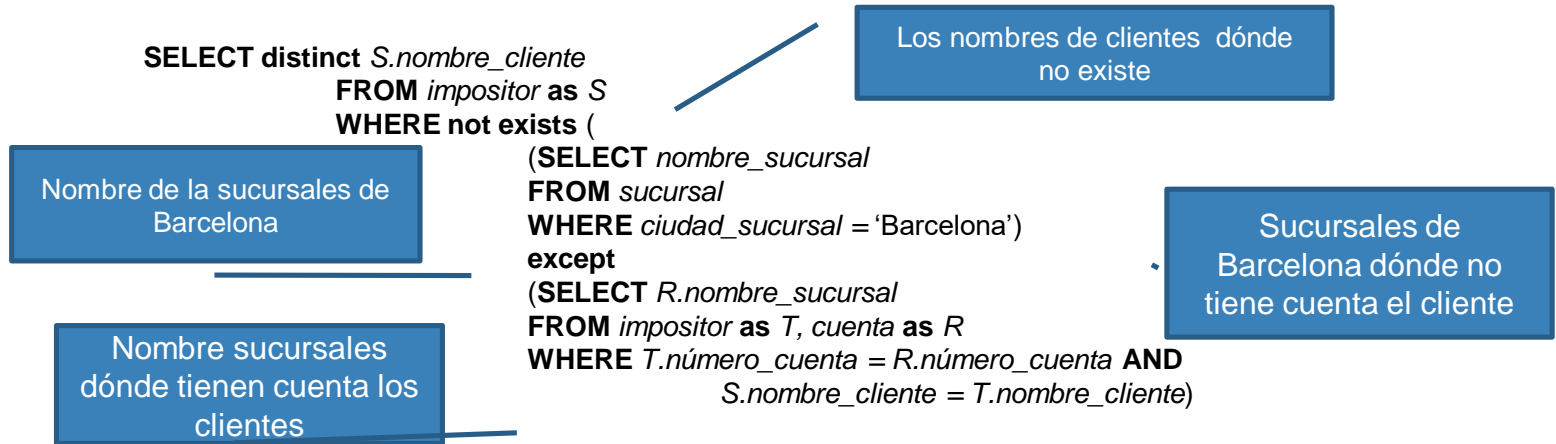 SELECT distinct S.nombre_cliente
FROM impositor as S
WHERE not exists (
(SELECT nombre_sucursal
FROM sucursal
WHERE ciudad_sucursal = ‘Barcelona’)
except
(SELECT R.nombre_sucursal
FROM impositor as T, cuenta as R
WHERE T.número_cuenta = R.número_cuenta AND
S.nombre_cliente = T.nombre_cliente)
Los nombres de clientes dónde
no existe
Nombre de la sucursales de
Barcelona
Sucursales de
Barcelona dónde no
tiene cuenta el cliente
Nombre sucursales
dónde tienen cuenta los
clientes